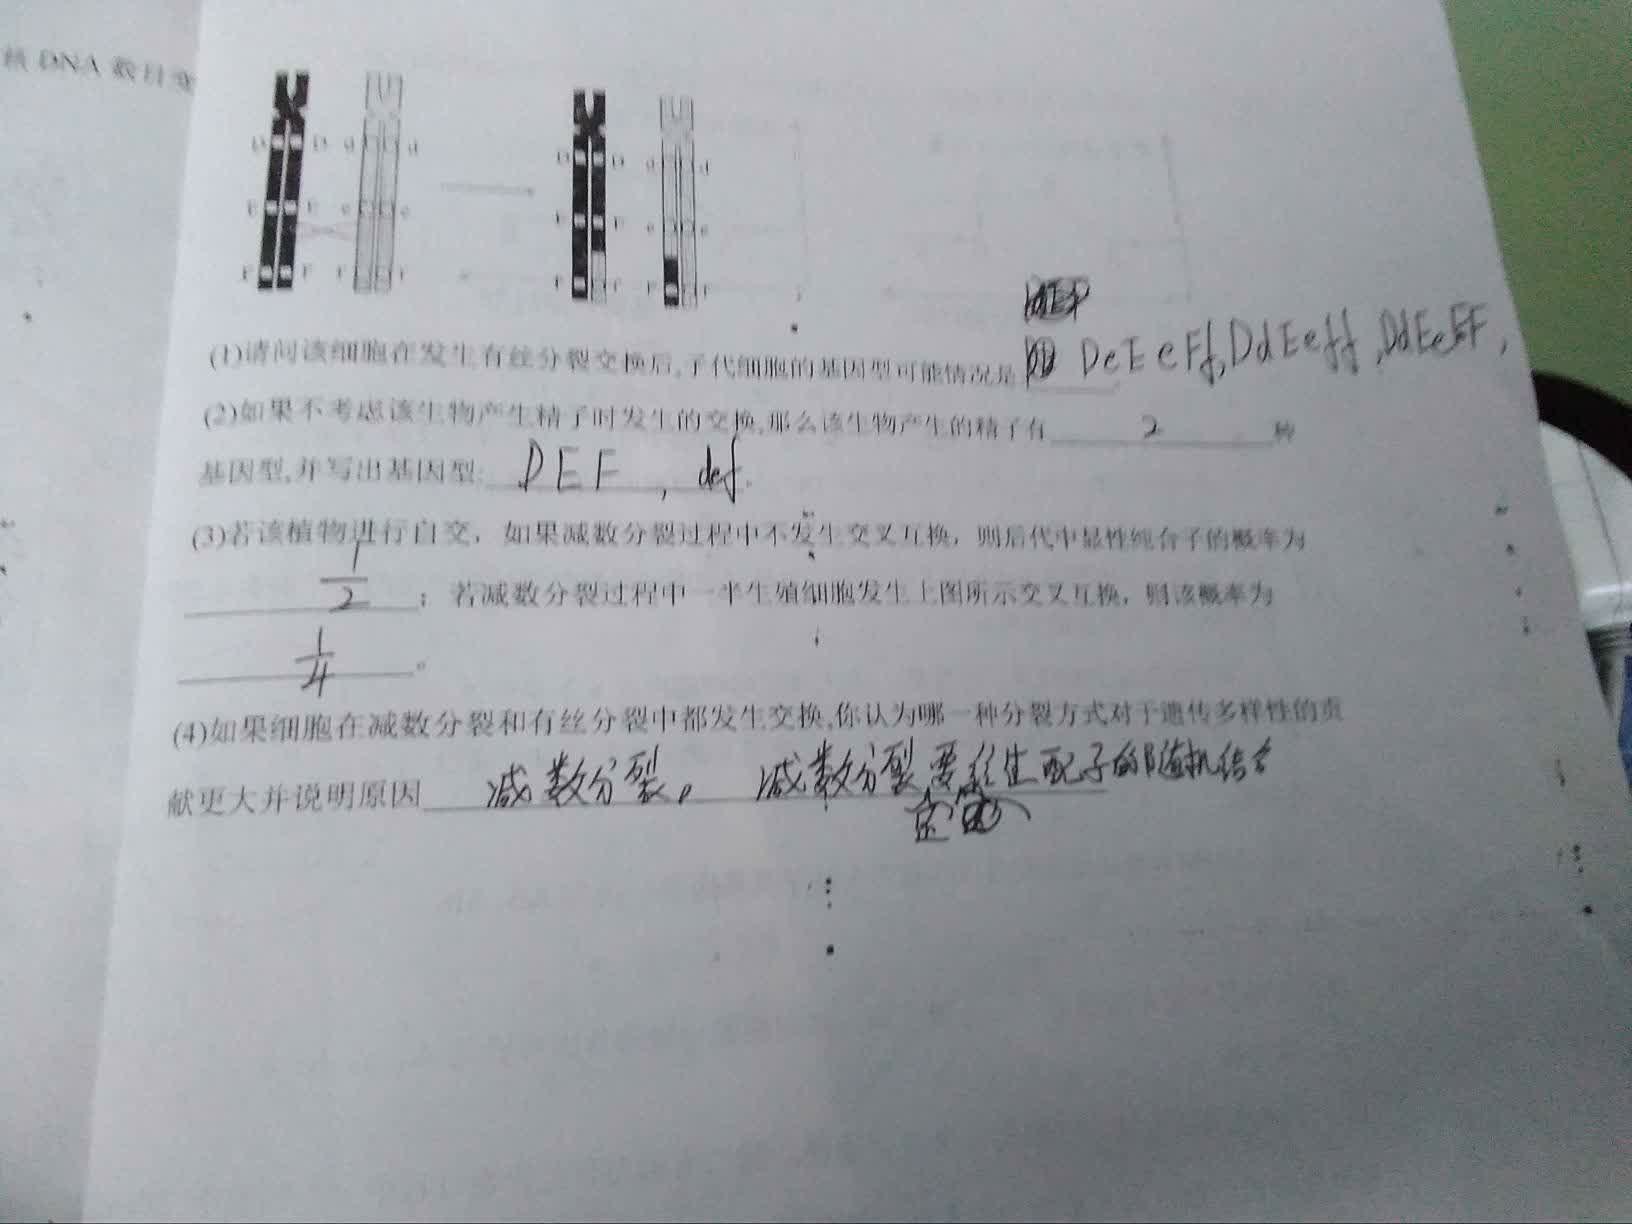 核DNA数目变
D D d d
D D d d
E E e e
E E e e
F F f f
F F f f
(1)请问该细胞在发生有丝分裂交换后,子代细胞的基因型可能情况是 DeEeFf,DdEeff,DdEeFF,
(2)如果不考虑该生物产生精子时发生的交换,那么该生物产生的精子有 2 种
基因型,并写出基因型: DEF, def.
(3)若该植物进行自交，如果减数分裂过程中不发生交叉互换，则后代中显性纯合子的概率为
1/2 ；若减数分裂过程中一半生殖细胞发生上图所示交叉互换，则该概率为
1/4 。
(4)如果细胞在减数分裂和有丝分裂中都发生交换,你认为哪一种分裂方式对于遗传多样性的贡
献更大并说明原因 减数分裂。 减数分裂 生配子的随机结合